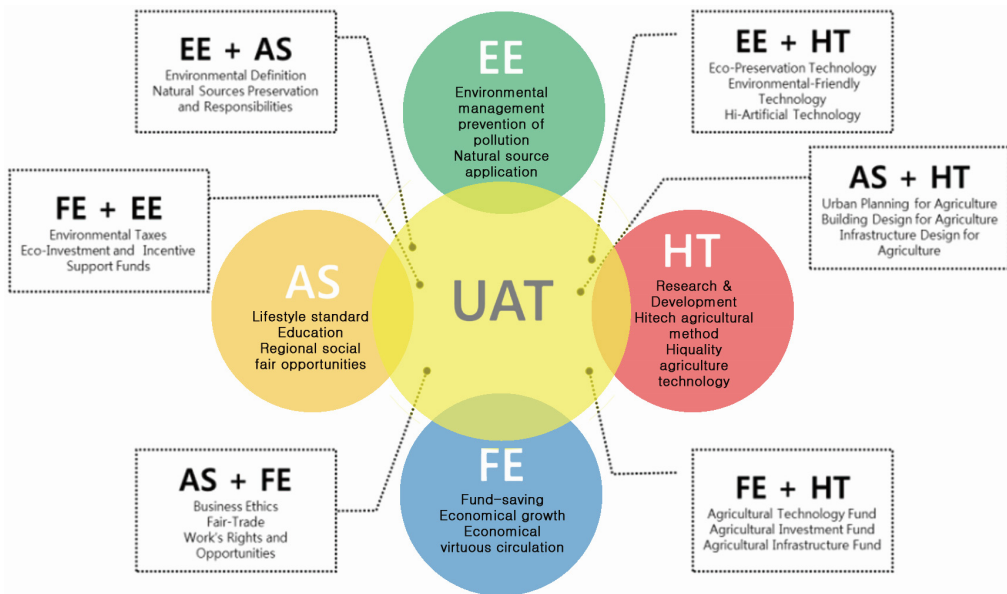 EE + AS
Environmental Definition
Natural Sources Preservation
and Responsibilities
EE
Environmental
management
prevention of
pollution
Natural source
application
EE + HT
Eco-Preservation Technology
Environmental-Friendly
Technology
Hi-Artificial Technology
FE + EE
Environmental Taxes
Eco-Investment and Incentive
Support Funds
AS + HT
Urban Planning for Agriculture
Building Design for Agriculture
Infrastructure Design for
Agriculture
AS
Lifestyle standard
Education
Regional social
fair opportunities
UAT
HT
Research &
Development
Hitech agricultural
method
Hiquality
agriculture
technology
AS + FE
Business Ethics
Fair-Trade
Work's Rights and
Opportunities
FE
Fund-saving
Economical growth
Economical
virtuous circulation
FE + HT
Agricultural Technology Fund
Agricultural Investment Fund
Agricultural Infrastructure Fund